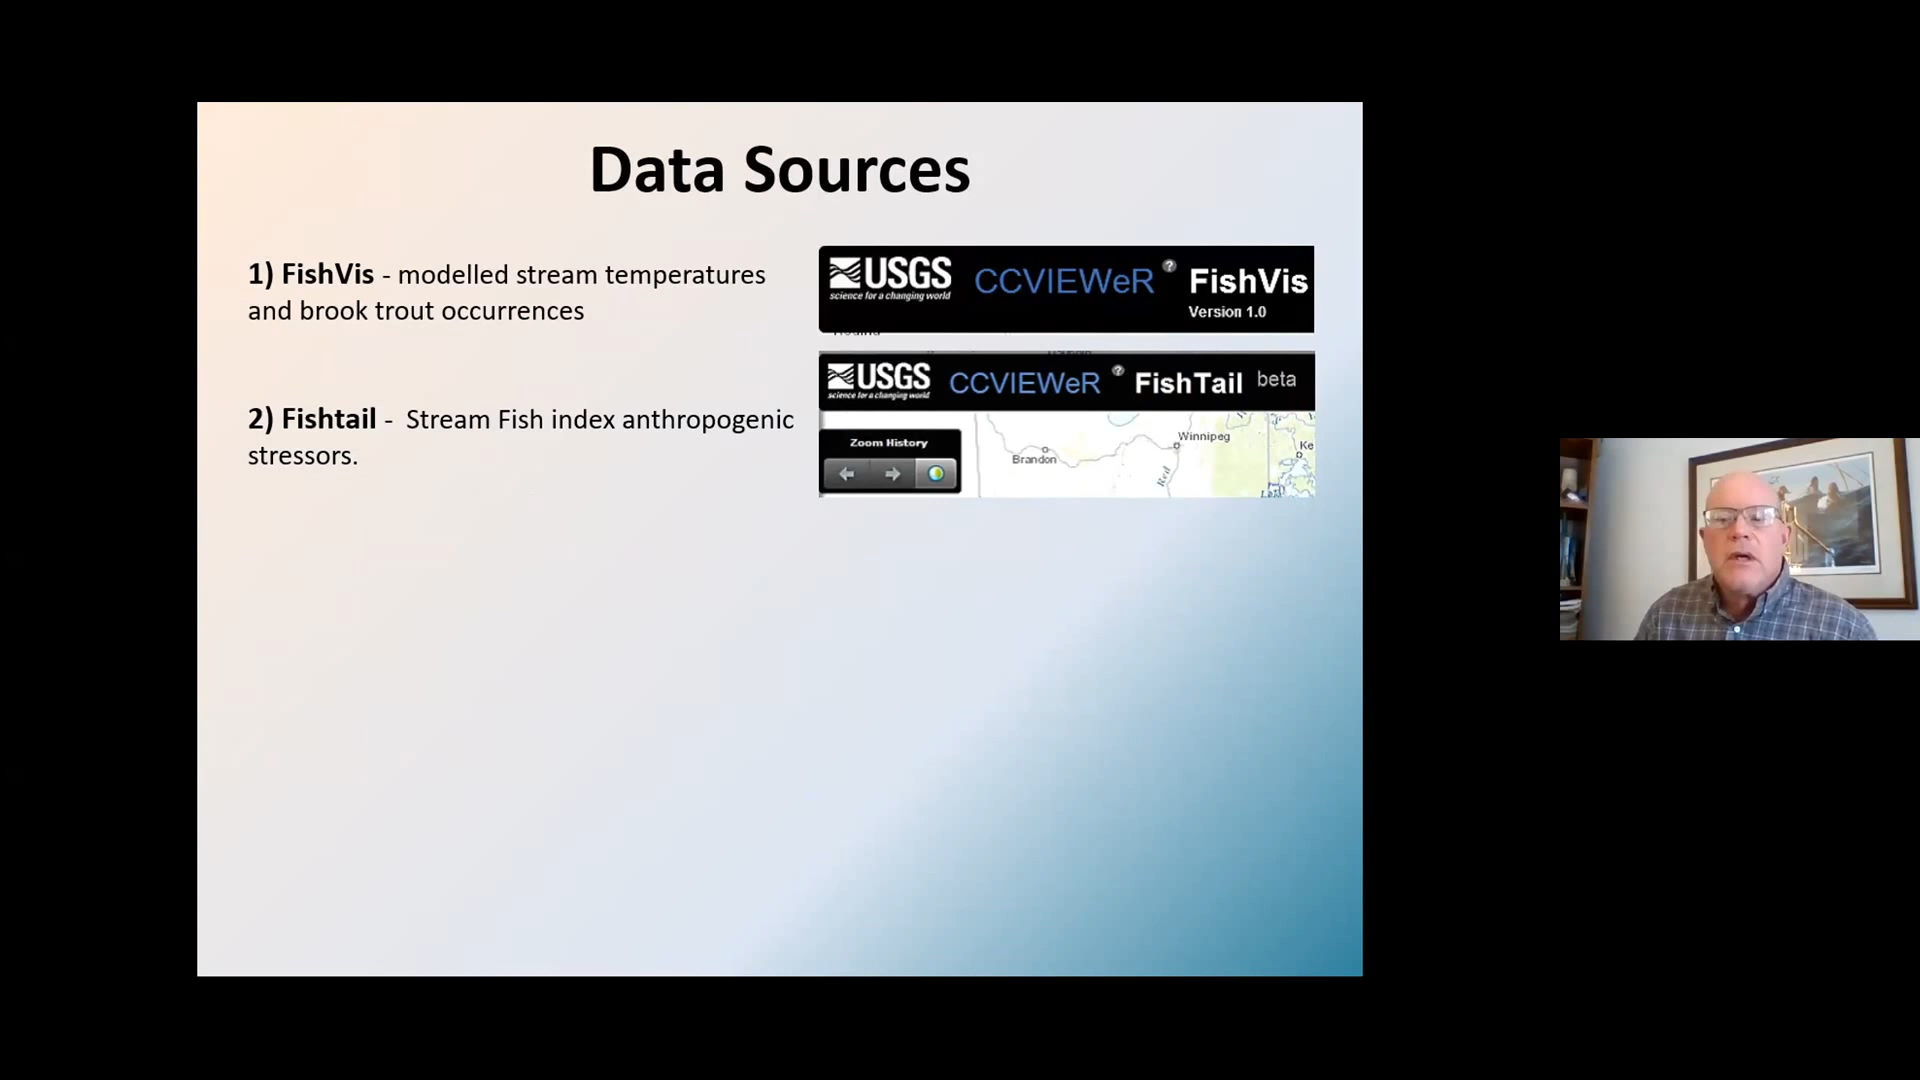 Data Sources
1) FishVis - modelled stream temperatures
and brook trout occurrences
USGS
science for a changing world
CCVIEWeR ? FishVis
Version 1.0
2) Fishtail - Stream Fish index anthropogenic
stressors.
USGS
science for a changing world
CCVIEWeR ? FishTail beta
Zoom History
Winnipeg
Brandon
Red
Ke